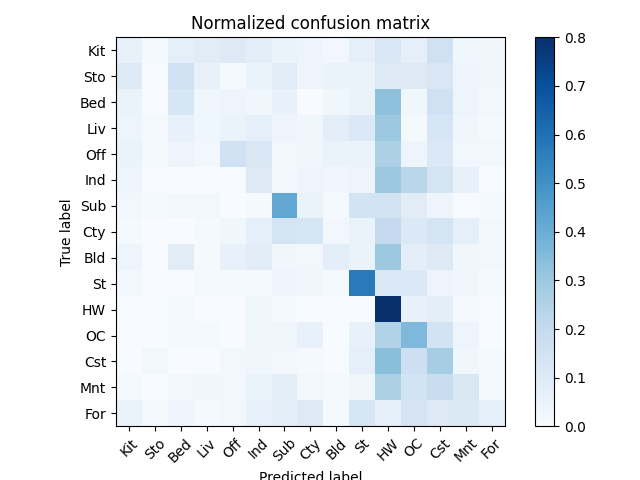 Normalized confusion matrix
True label
Kit
Sto
Bed
Liv
Off
Ind
Sub
Cty
Bld
St
HW
OC
Cst
Mnt
For
Kit Sto Bed Liv Off Ind Sub Cty Bld St HW OC Cst Mnt For
Predicted label
0.8
0.7
0.6
0.5
0.4
0.3
0.2
0.1
0.0